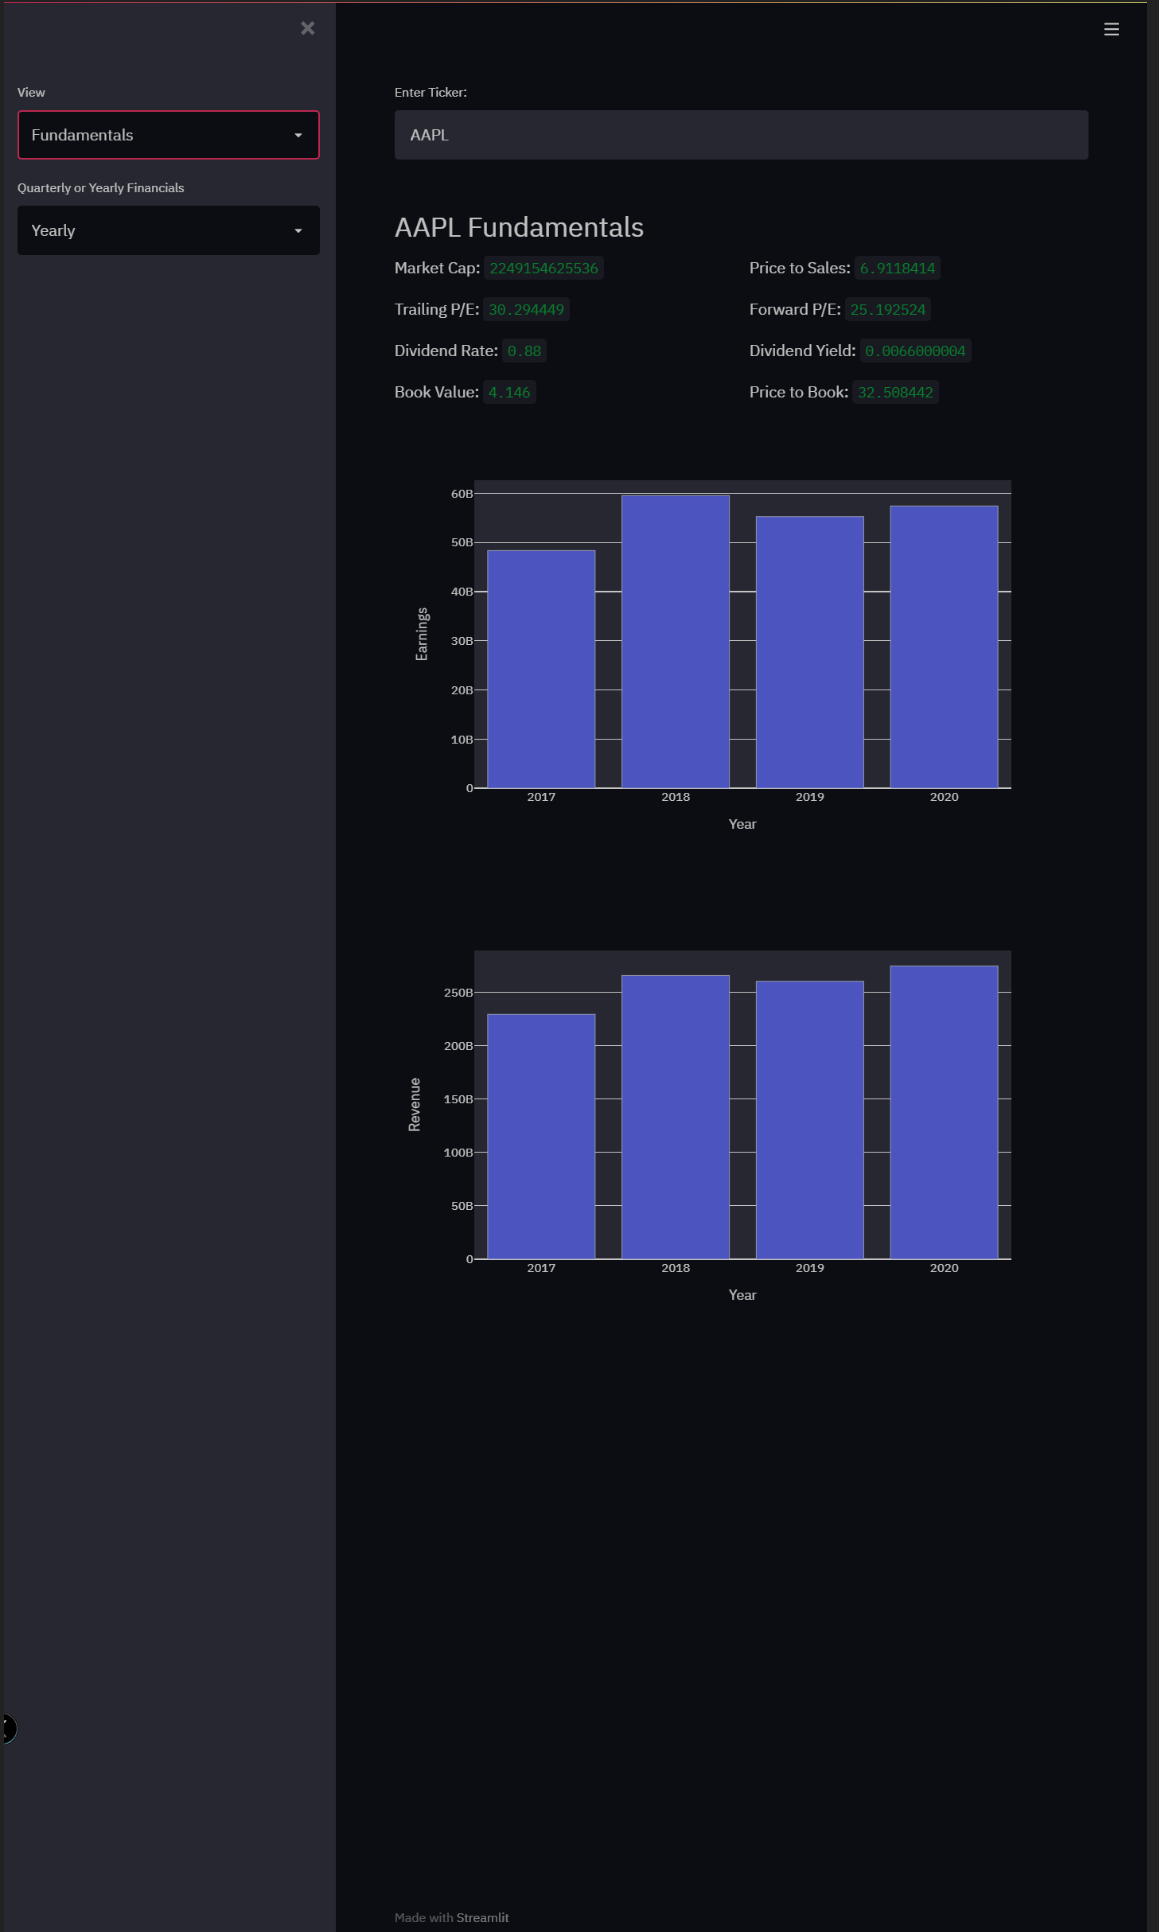 View
Fundamentals
Quarterly or Yearly Financials
Yearly
Enter Ticker:
AAPL
AAPL Fundamentals
Market Cap: 2249154625536
Price to Sales: 6.9118414
Trailing P/E: 30.294449
Forward P/E: 25.192524
Dividend Rate: 0.88
Dividend Yield: 0.0066000004
Book Value: 4.146
Price to Book: 32.508442
60B
50B
40B
30B
20B
10B
0
Earnings
2017 2018 2019 2020
Year
250B
200B
150B
100B
50B
0
Revenue
2017 2018 2019 2020
Year
Made with Streamlit